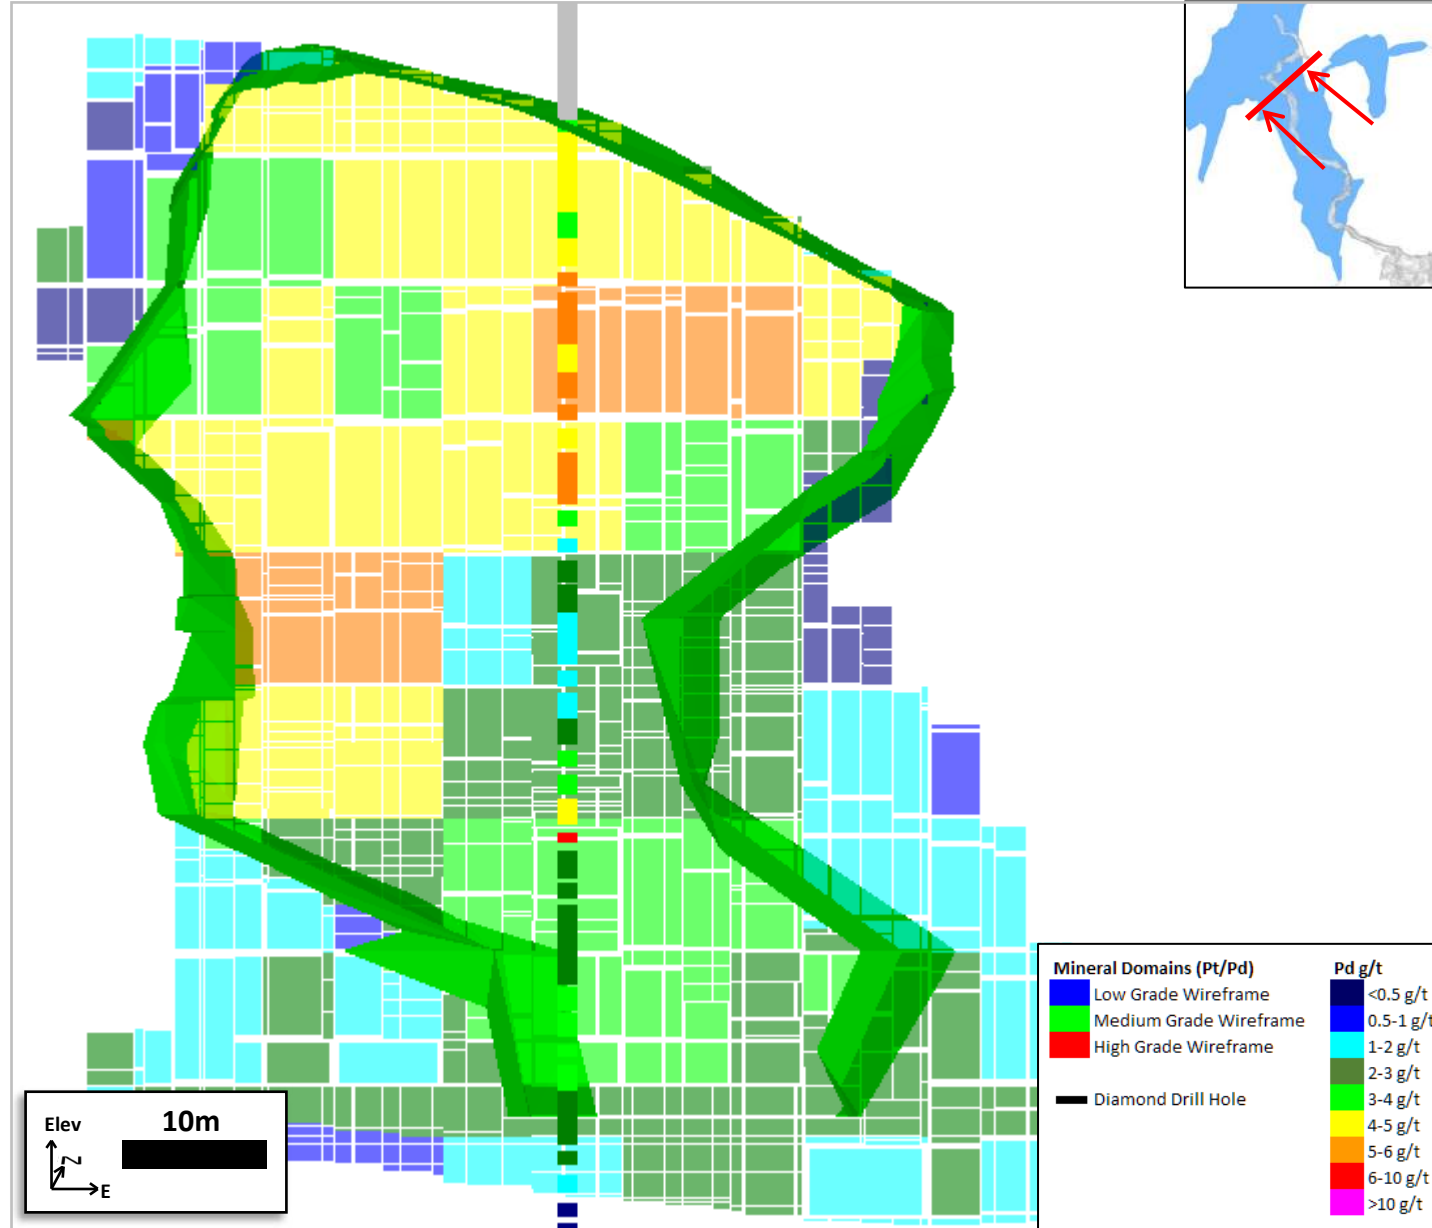 Elev
N
E
10m
Mineral Domains (Pt/Pd)
Low Grade Wireframe
Medium Grade Wireframe
High Grade Wireframe
Diamond Drill Hole
Pd g/t
<0.5 g/t
0.5-1 g/t
1-2 g/t
2-3 g/t
3-4 g/t
4-5 g/t
5-6 g/t
6-10 g/t
>10 g/t